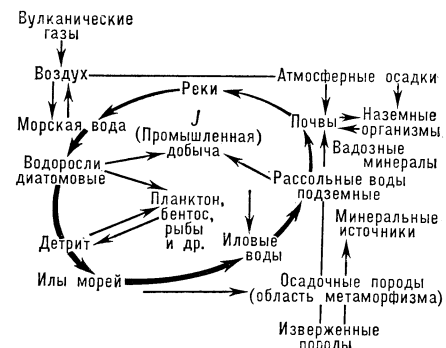 Вулканические
газы
Воздух
Атмосферные осадки
Реки
J
(Промышленная)
добыча
Почвы
Наземные
организмы
Морская вода
Вадозные
минералы
Водоросли
диатомовые
Рассольные воды
подземные
Планктон,
бентос,
рыбы
и др.
Минеральные
источники
Детрит
Иловые
воды
Илы морей
Осадочные породы
(область метаморфизма)
Изверженные
породы